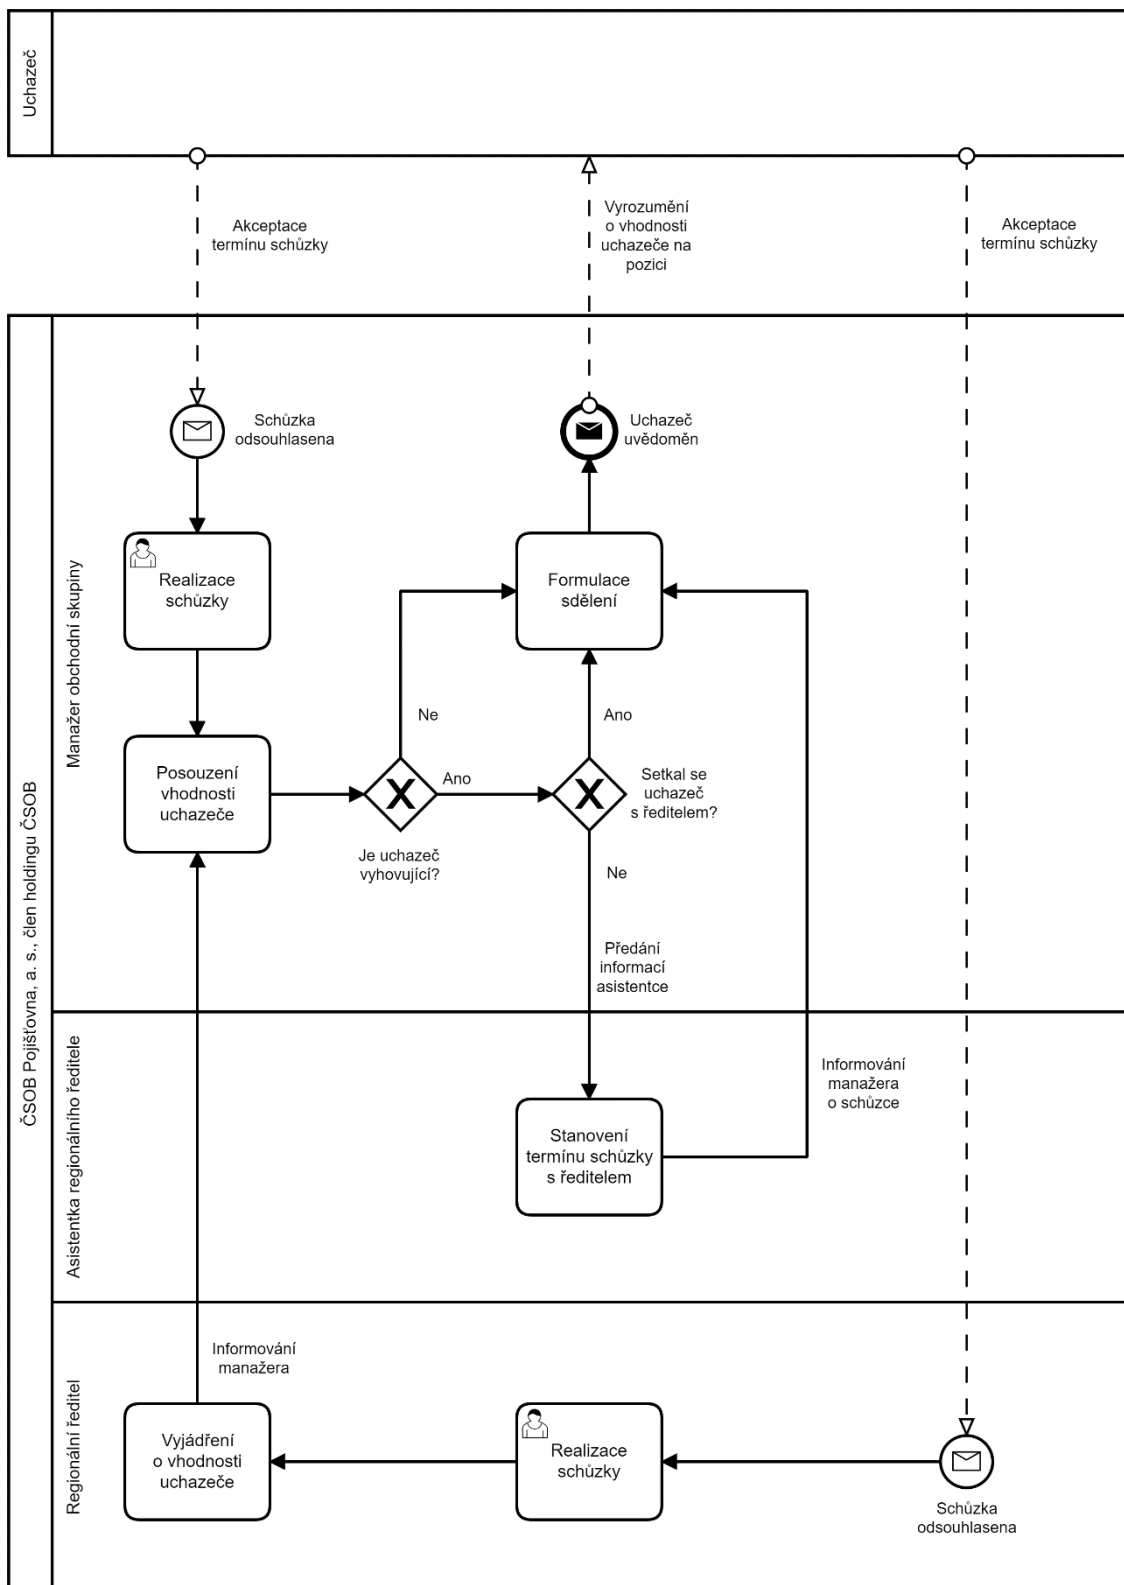 Uchazeč
Akceptace
termínu schůzky
Vyrozumění
o vhodnosti
uchazeče na
pozici
Akceptace
termínu schůzky
ČSOB Pojišťovna, a. s., člen holdingu ČSOB
Manažer obchodní skupiny
Schůzka
odsouhlasena
Uchazeč
uvědoměn
Realizace
schůzky
Formulace
sdělení
Ne
Ano
Posouzení
vhodnosti
uchazeče
Ano
Setkal se
uchazeč
s ředitelem?
Je uchazeč
vyhovující?
Ne
Předání
informací
asistentce
Asistentka regionálního ředitele
Informování
manažera
o schůzce
Stanovení
termínu schůzky
s ředitelem
Regionální ředitel
Informování
manažera
Vyjádření
o vhodnosti
uchazeče
Realizace
schůzky
Schůzka
odsouhlasena